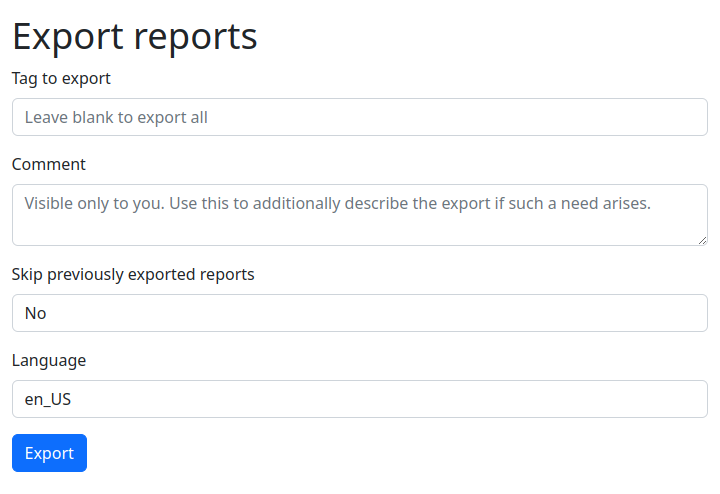 Export reports
Tag to export
Leave blank to export all
Comment
Visible only to you. Use this to additionally describe the export if such a need arises.
Skip previously exported reports
No
Language
en_US
Export